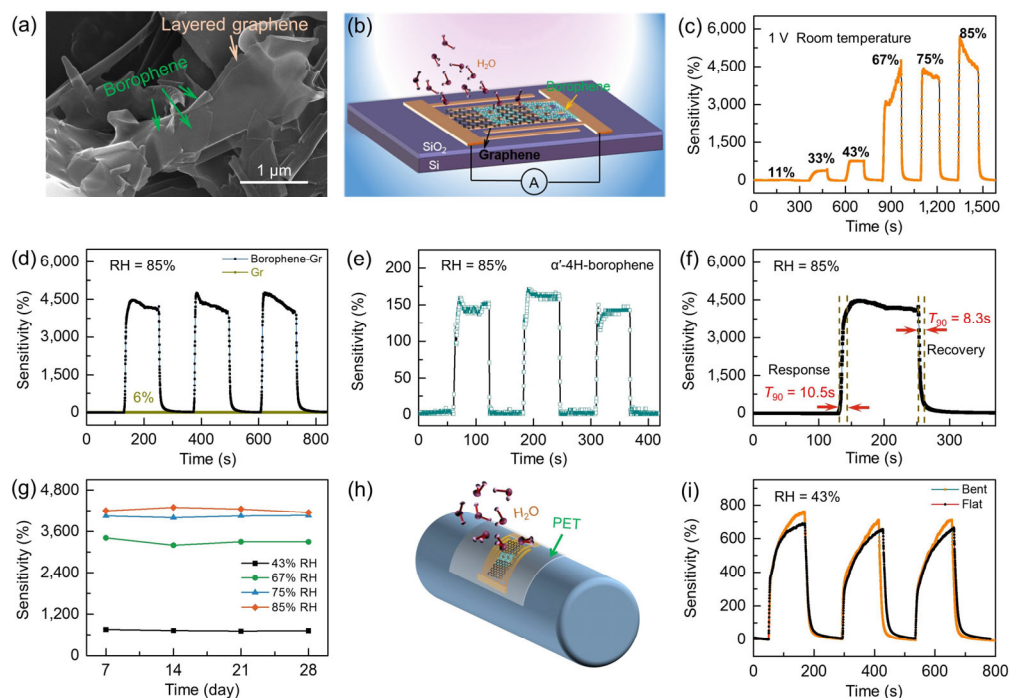 (a)
Layered graphene
Borophene
1 μm
(b)
H₂O
Borophene
SiO₂
Si
Graphene
A
(c)
1 V Room temperature
85%
67%
75%
43%
33%
11%
6,000
4,500
3,000
1,500
0
Sensitivity (%)
0 300 600 900 1,200 1,500
Time (s)
(d)
RH = 85%
Borophene-Gr
Gr
6%
6,000
4,500
3,000
1,500
0
Sensitivity (%)
0 200 400 600 800
Time (s)
(e)
RH = 85%
α′-4H-borophene
200
150
100
50
0
Sensitivity (%)
0 100 200 300 400
Time (s)
(f)
RH = 85%
T₉₀ = 8.3s
Recovery
Response
T₉₀ = 10.5s
6,000
4,500
3,000
1,500
0
Sensitivity (%)
0 100 200 300
Time (s)
(g)
4,800
3,600
2,400
1,200
0
Sensitivity (%)
43% RH
67% RH
75% RH
85% RH
7 14 21 28
Time (day)
(h)
H₂O
PET
(i)
RH = 43%
Bent
Flat
800
600
400
200
0
Sensitivity (%)
0 200 400 600 800
Time (s)